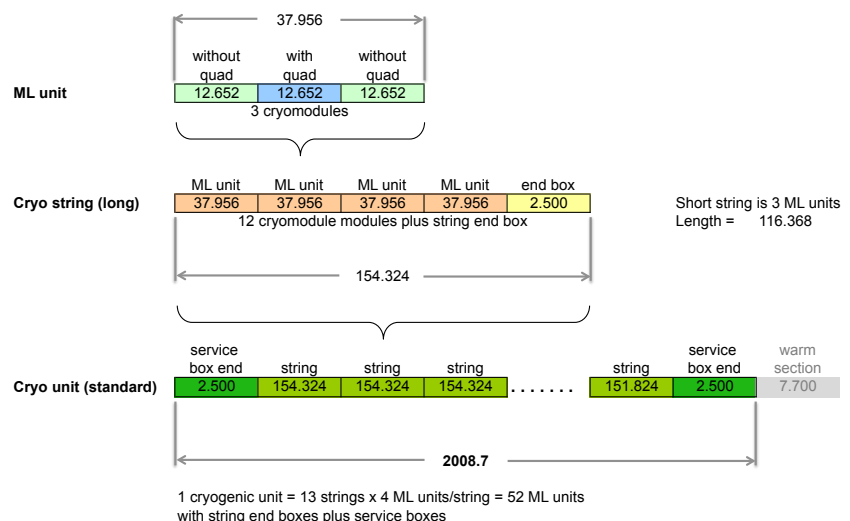 37.956
without with without
quad quad quad
ML unit 12.652 12.652 12.652
3 cryomodules
ML unit ML unit ML unit ML unit end box
Cryo string (long) 37.956 37.956 37.956 37.956 2.500
12 cryomodule modules plus string end box
Short string is 3 ML units
Length = 116.368
154.324
service service warm
box end string string string string box end section
Cryo unit (standard) 2.500 154.324 154.324 154.324 . . . . . . . 151.824 2.500 7.700
2008.7
1 cryogenic unit = 13 strings x 4 ML units/string = 52 ML units
with string end boxes plus service boxes